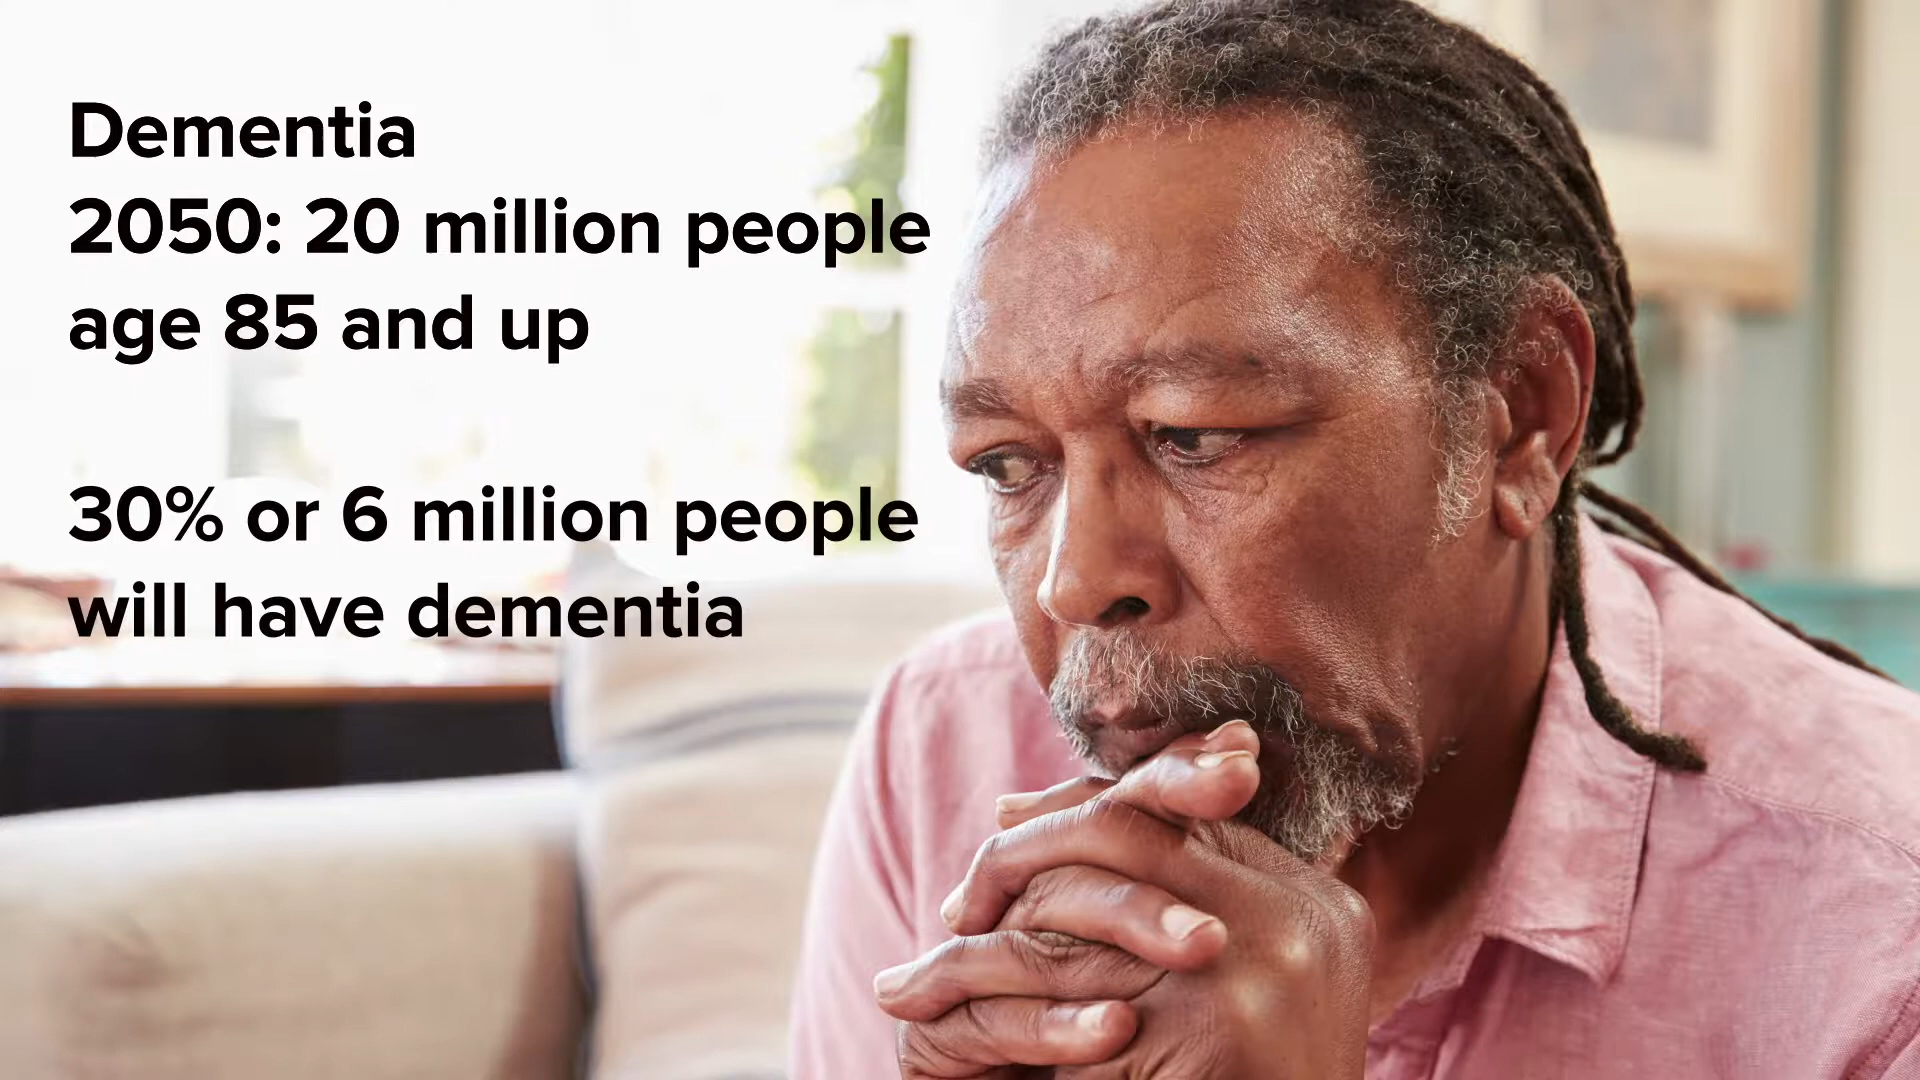 Dementia
2050: 20 million people
age 85 and up
30% or 6 million people
will have dementia